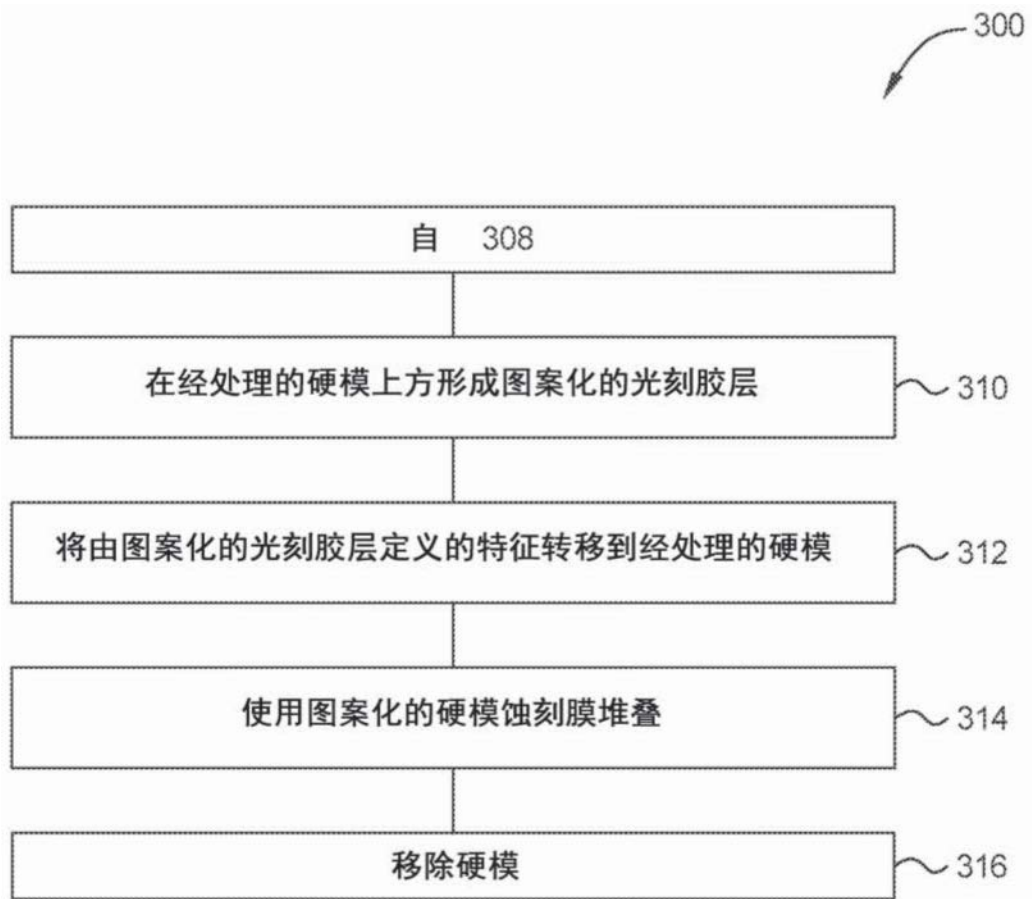 300
自 308
在经处理的硬模上方形成图案化的光刻胶层
310
将由图案化的光刻胶层定义的特征转移到经处理的硬模
312
使用图案化的硬模蚀刻膜堆叠
314
移除硬模
316